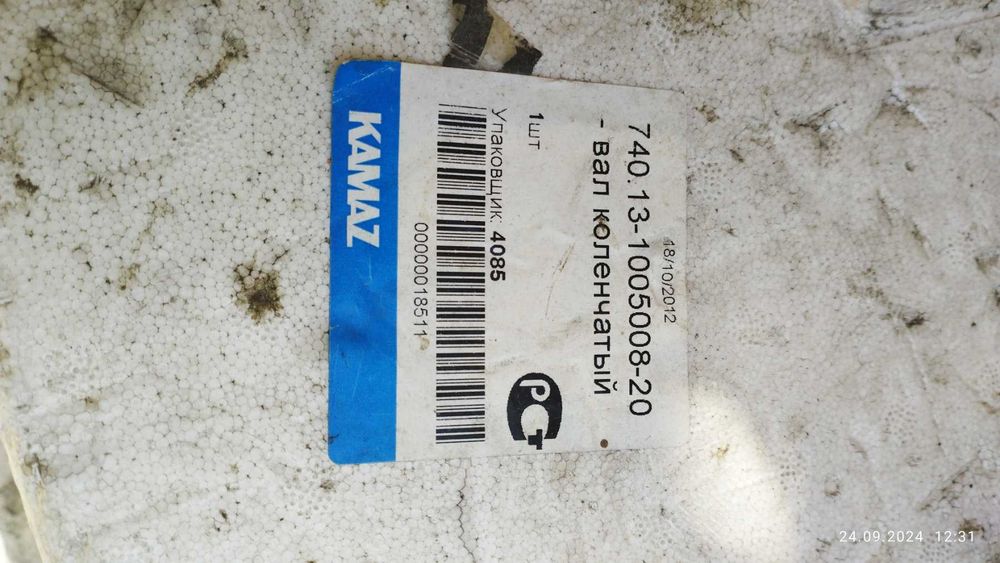 18/10/2012
740.13-1005008-20
- вал коленчатый
1шт
Упаковщик: 4085
00000018511
KAMAZ
РСТ
24.09.2024 12:31